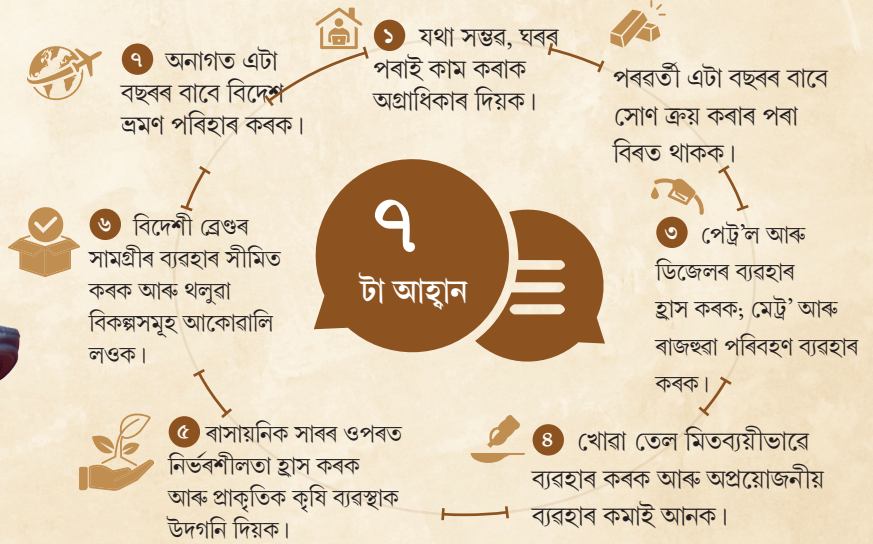 ৭
টা আহ্বান
১ যথা সম্ভৱ, ঘৰৰ
পৰাই কাম কৰাক
অগ্ৰাধিকাৰ দিয়ক।
পৰৱৰ্তী এটা বছৰৰ বাবে
সোণ ক্ৰয় কৰাৰ পৰা
বিৰত থাকক।
৩ পেট্ৰ'ল আৰু
ডিজেলৰ ব্যৱহাৰ
হ্ৰাস কৰক; মেট্ৰ' আৰু
ৰাজহুৱা পৰিবহণ ব্যৱহাৰ
কৰক।
৪ খোৱা তেল মিতব্যয়ীভাৱে
ব্যৱহাৰ কৰক আৰু অপ্ৰয়োজনীয়
ব্যৱহাৰ কমাই আনক।
৫ ৰাসায়নিক সাৰৰ ওপৰত
নিৰ্ভৰশীলতা হ্ৰাস কৰক
আৰু প্ৰাকৃতিক কৃষি ব্যৱস্থাক
উদগনি দিয়ক।
৬ বিদেশী ব্ৰেণ্ডৰ
সামগ্ৰীৰ ব্যৱহাৰ সীমিত
কৰক আৰু থলুৱা
বিকল্পসমূহ আকোৱালি
লওক।
৭ অনাগত এটা
বছৰৰ বাবে বিদেশ
ভ্ৰমণ পৰিহাৰ কৰক।